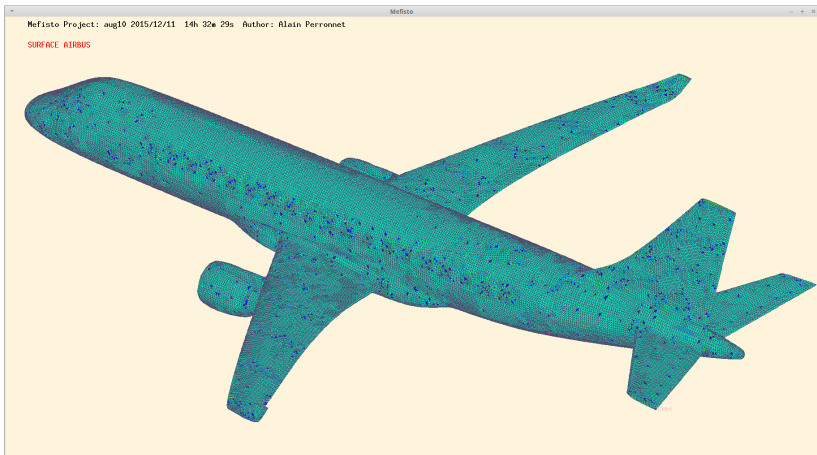 Mefisto
Mefisto Project: aug10 2015/12/11  14h 32m 29s  Author: Alain Perronnet
SURFACE AIRBUS